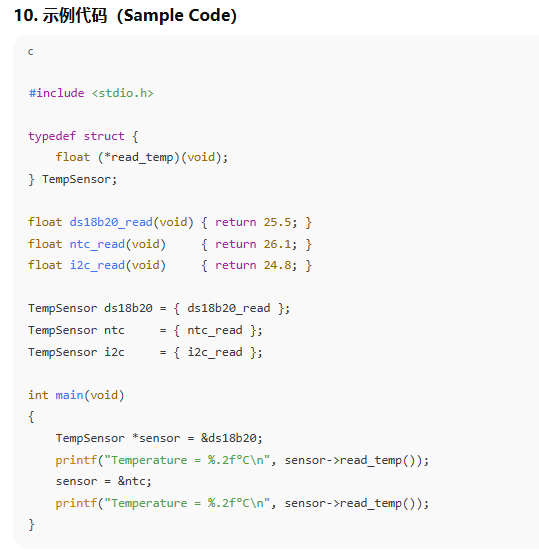 10. 示例代码（Sample Code）
c
#include <stdio.h>
typedef struct {
    float (*read_temp)(void);
} TempSensor;
float ds18b20_read(void) { return 25.5; }
float ntc_read(void)     { return 26.1; }
float i2c_read(void)     { return 24.8; }
TempSensor ds18b20 = { ds18b20_read };
TempSensor ntc     = { ntc_read };
TempSensor i2c     = { i2c_read };
int main(void)
{
    TempSensor *sensor = &ds18b20;
    printf("Temperature = %.2f°C\n", sensor->read_temp());
    sensor = &ntc;
    printf("Temperature = %.2f°C\n", sensor->read_temp());
}